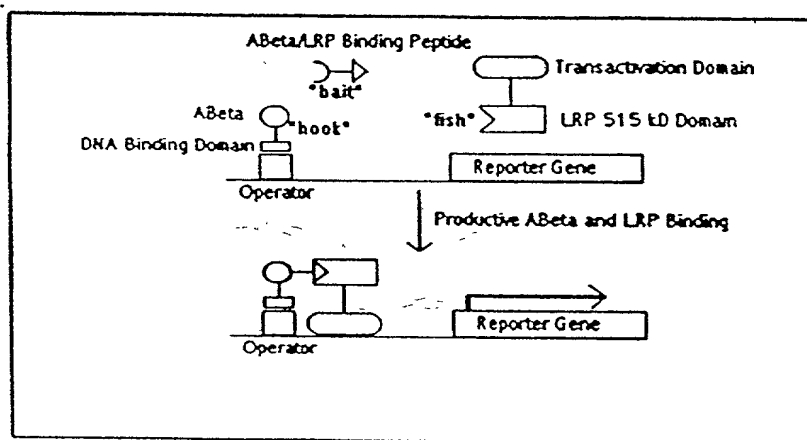 ABeta/LRP Binding Peptide
"bait"
Transactivation Domain
ABeta
"hook"
"fish"
LRP 515 kD Domain
DNA Binding Domain
Reporter Gene
Operator
Productive ABeta and LRP Binding
Reporter Gene
Operator